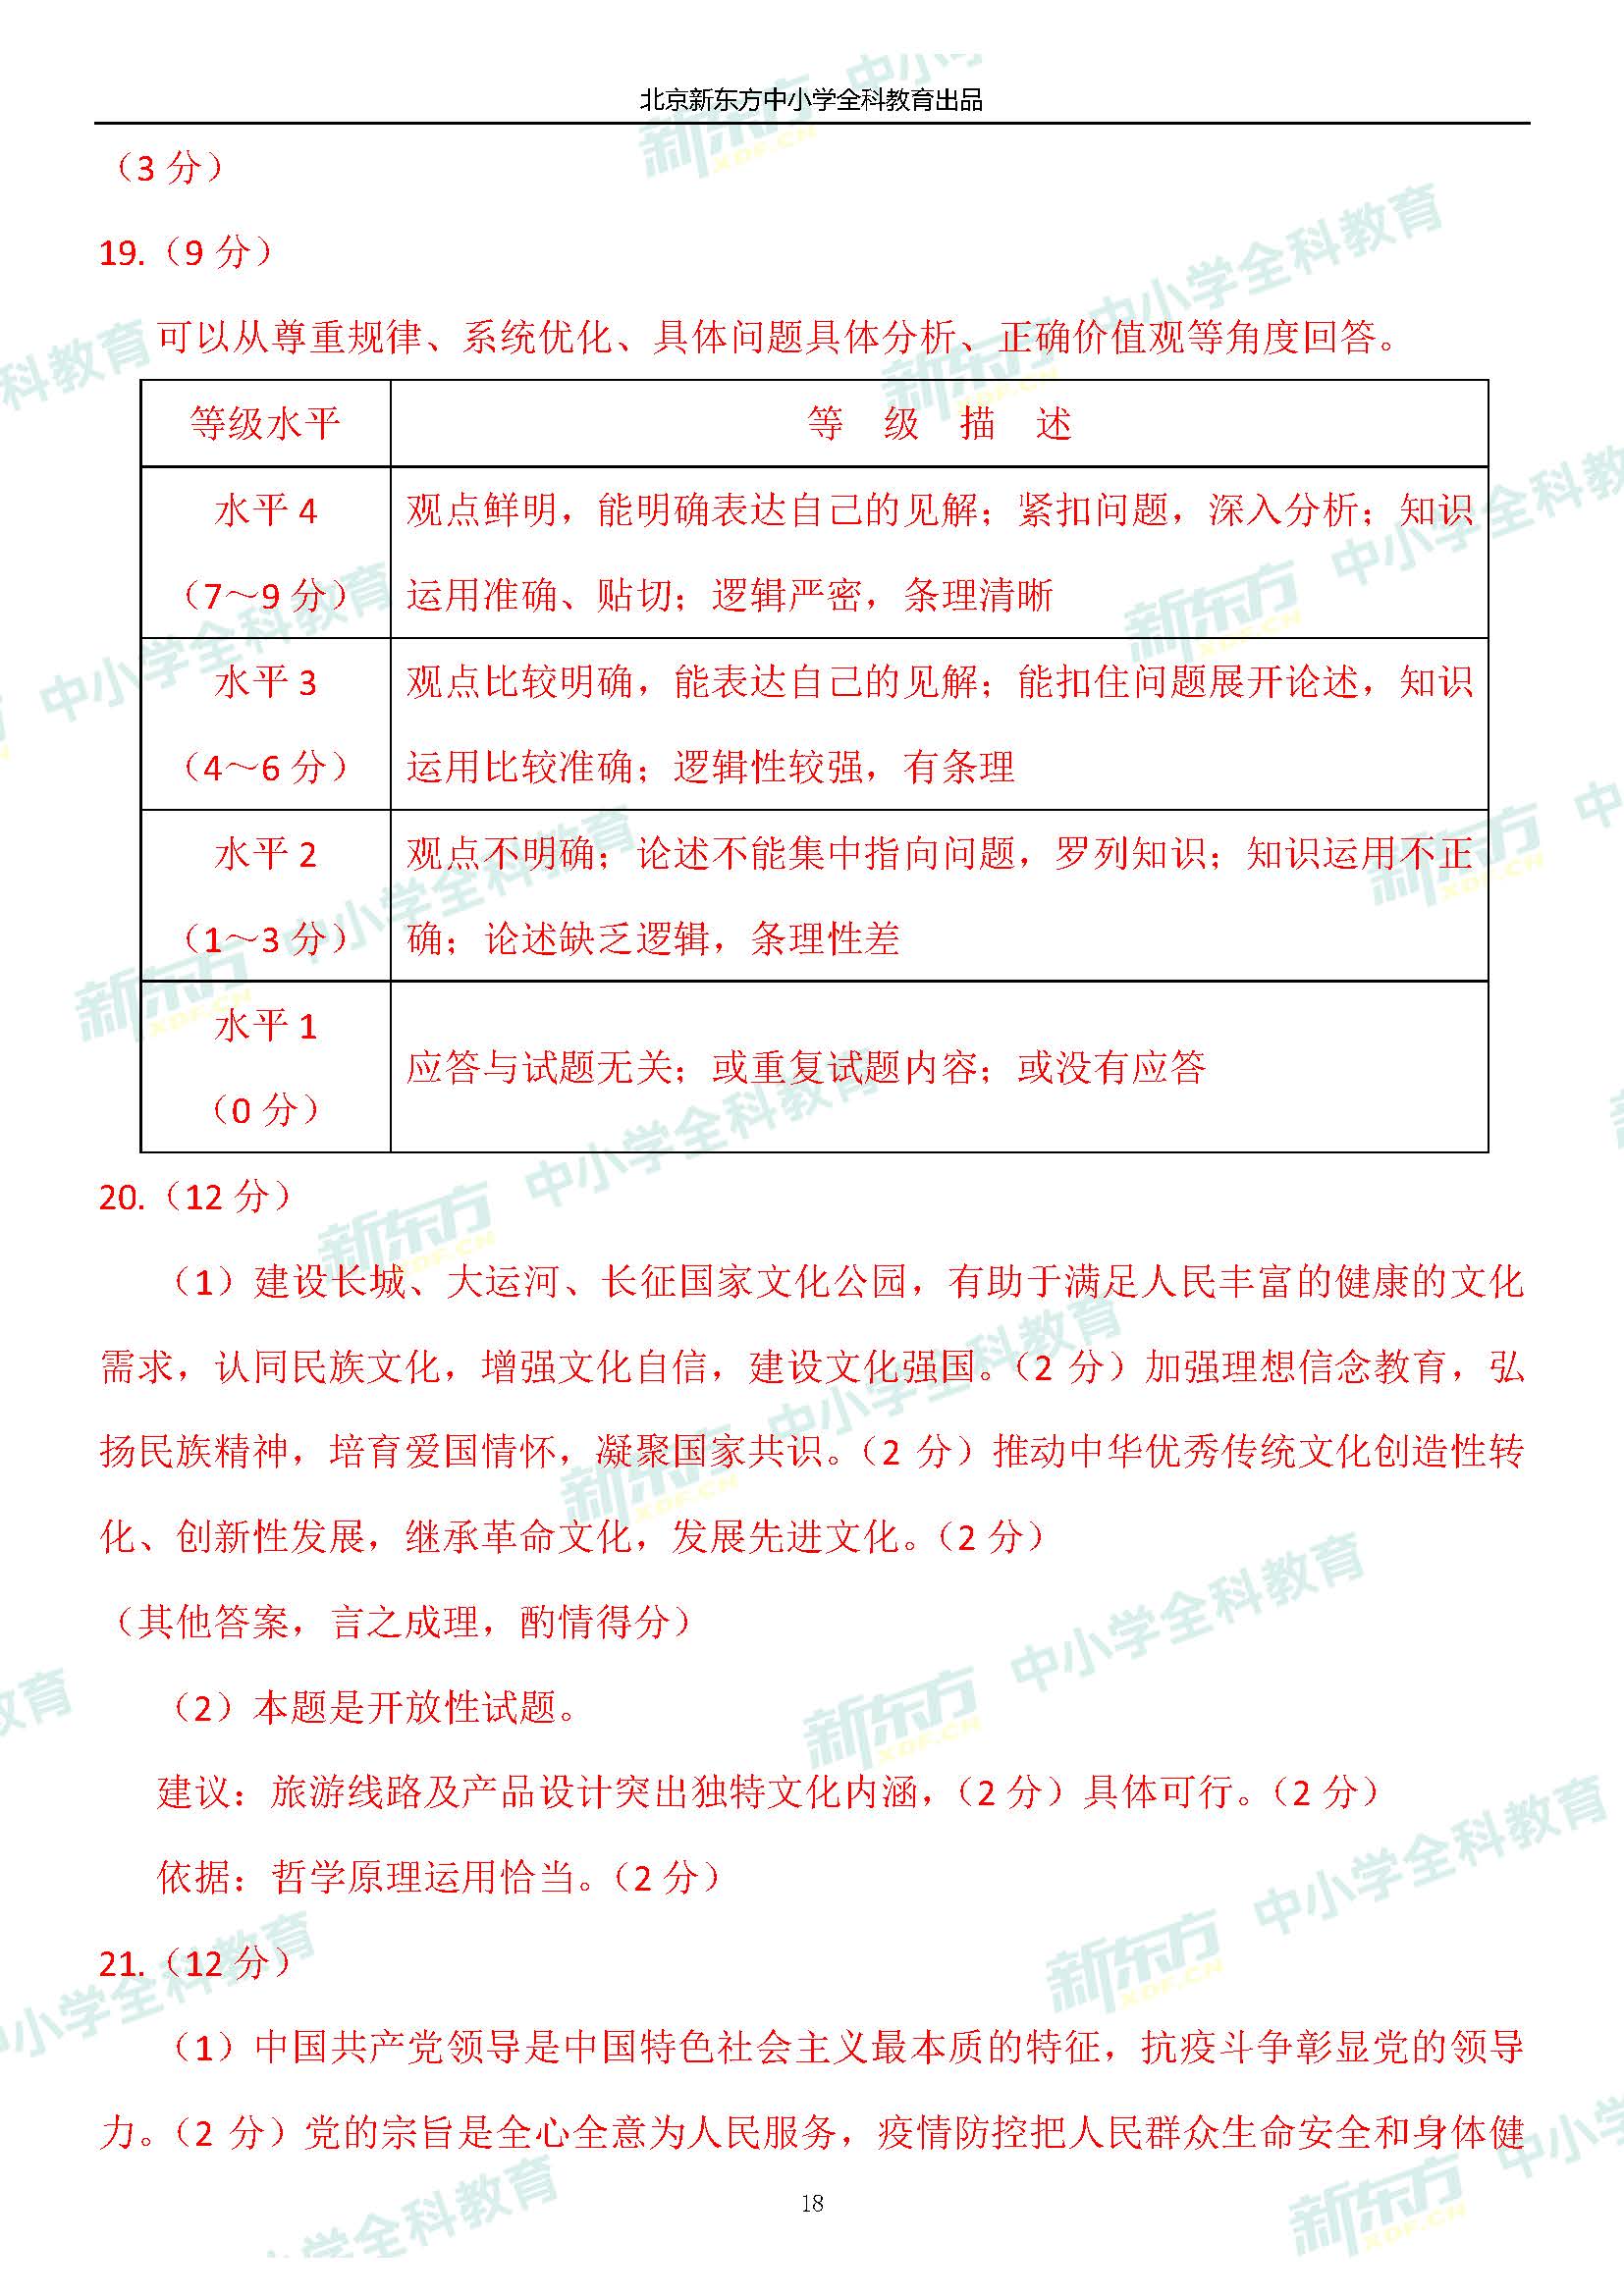 北京新东方中小学全科教育出品
（3 分）
19.（9 分）
可以从尊重规律、系统优化、具体问题具体分析、正确价值观等角度回答。
等级水平 等 级 描 述
水平 4
（7～9 分）
观点鲜明，能明确表达自己的见解；紧扣问题，深入分析；知识
运用准确、贴切；逻辑严密，条理清晰
水平 3
（4～6 分）
观点比较明确，能表达自己的见解；能扣住问题展开论述，知识
运用比较准确；逻辑性较强，有条理
水平 2
（1～3 分）
观点不明确；论述不能集中指向问题，罗列知识；知识运用不正
确；论述缺乏逻辑，条理性差
水平 1
（0 分）
应答与试题无关；或重复试题内容；或没有应答
20.（12 分）
（1）建设长城、大运河、长征国家文化公园，有助于满足人民丰富的健康的文化
需求，认同民族文化，增强文化自信，建设文化强国。（2 分）加强理想信念教育，弘
扬民族精神，培育爱国情怀，凝聚国家共识。（2 分）推动中华优秀传统文化创造性转
化、创新性发展，继承革命文化，发展先进文化。（2 分）
（其他答案，言之成理，酌情得分）
（2）本题是开放性试题。
建议：旅游线路及产品设计突出独特文化内涵，（2 分）具体可行。（2 分）
依据：哲学原理运用恰当。（2 分）
21.（12 分）
（1）中国共产党领导是中国特色社会主义最本质的特征，抗疫斗争彰显党的领导
力。（2 分）党的宗旨是全心全意为人民服务，疫情防控把人民群众生命安全和身体健
18
新东方 XDF.CN 中小学全科教育